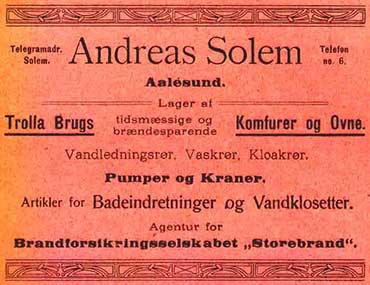 Telegramadr. Solem.
Andreas Solem
Telefon no. 6.
Aalesund.
Lager af
Trolla Brugs
tidsmæssige og brændesparende
Komfurer og Ovne.
Vandledningsrør, Vaskrør, Kloakrør.
Pumper og Kraner.
Artikler for Badeindretninger og Vandklosetter.
Agentur for
Brandforsikringsselskabet „Storebrand“.